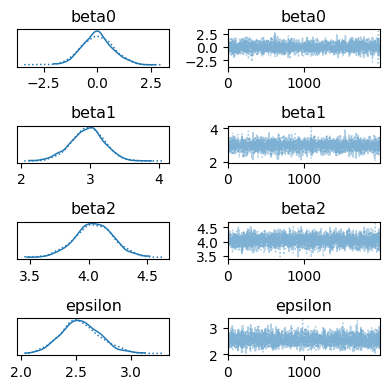 beta0 beta0
2.5
0.0
−2.5
−2.5 0.0 2.5 0 1000
beta1 beta1
4
2
2 3 4 0 1000
beta2 beta2
4.5
4.0
3.5
3.5 4.0 4.5 0 1000
epsilon epsilon
3
2
2.0 2.5 3.0 0 1000